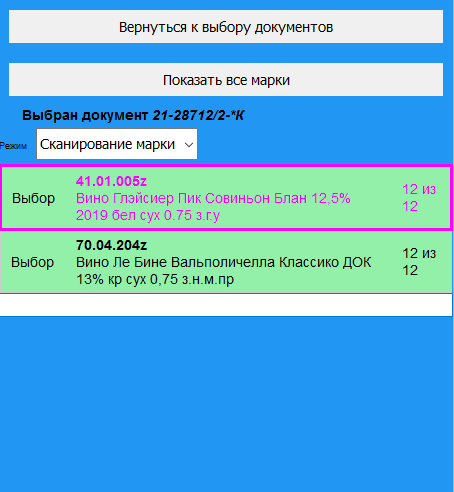 Вернуться к выбору документов
Показать все марки
Выбран документ 21-28712/2-*К
Режим Сканирование марки
41.01.005z
Выбор Вино Глэйсиер Пик Совиньон Блан 12,5% 12 из
2019 бел сух 0.75 з.г.у 12
70.04.204z
Выбор Вино Ле Бине Вальполичелла Классико ДОК 12 из
13% кр сух 0,75 з.н.м.пр 12